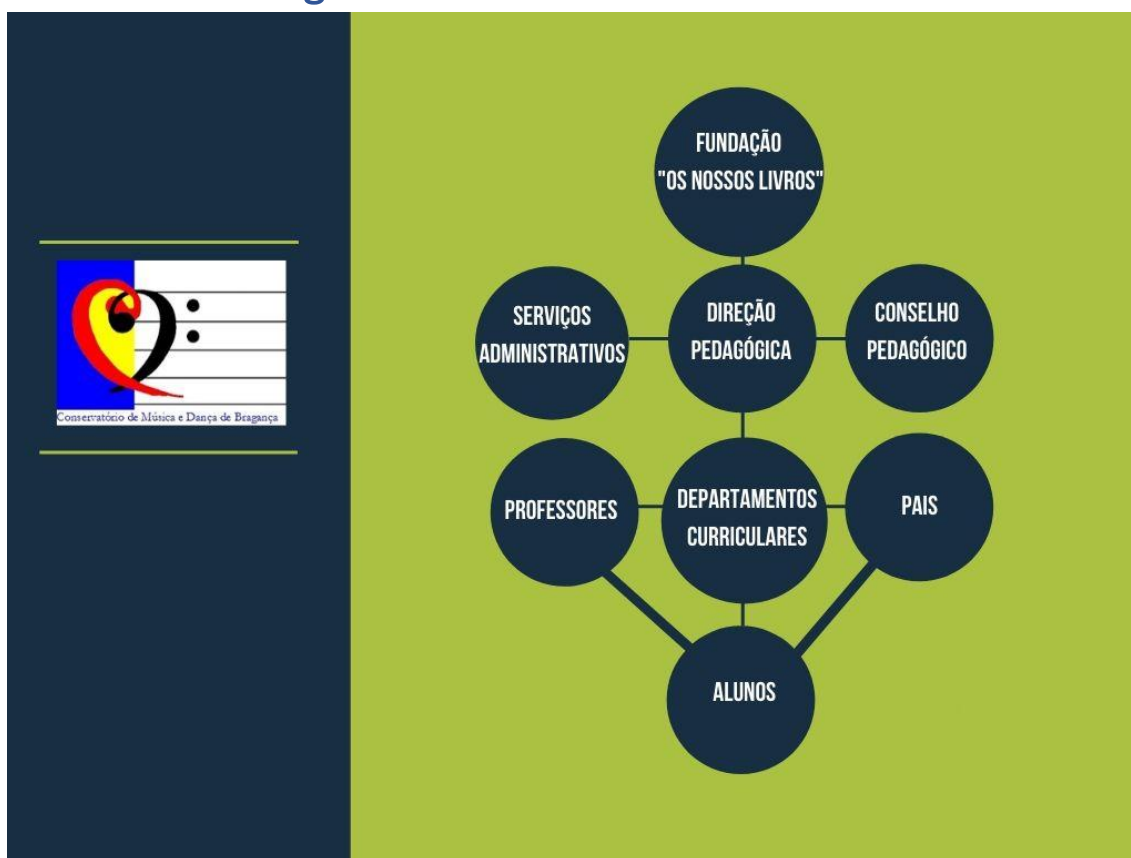 FUNDAÇÃO
"OS NOSSOS LIVROS"
SERVIÇOS
ADMINISTRATIVOS
DIREÇÃO
PEDAGÓGICA
CONSELHO
PEDAGÓGICO
Conservatório de Música e Dança de Bragança
PROFESSORES
DEPARTAMENTOS
CURRICULARES
PAIS
ALUNOS